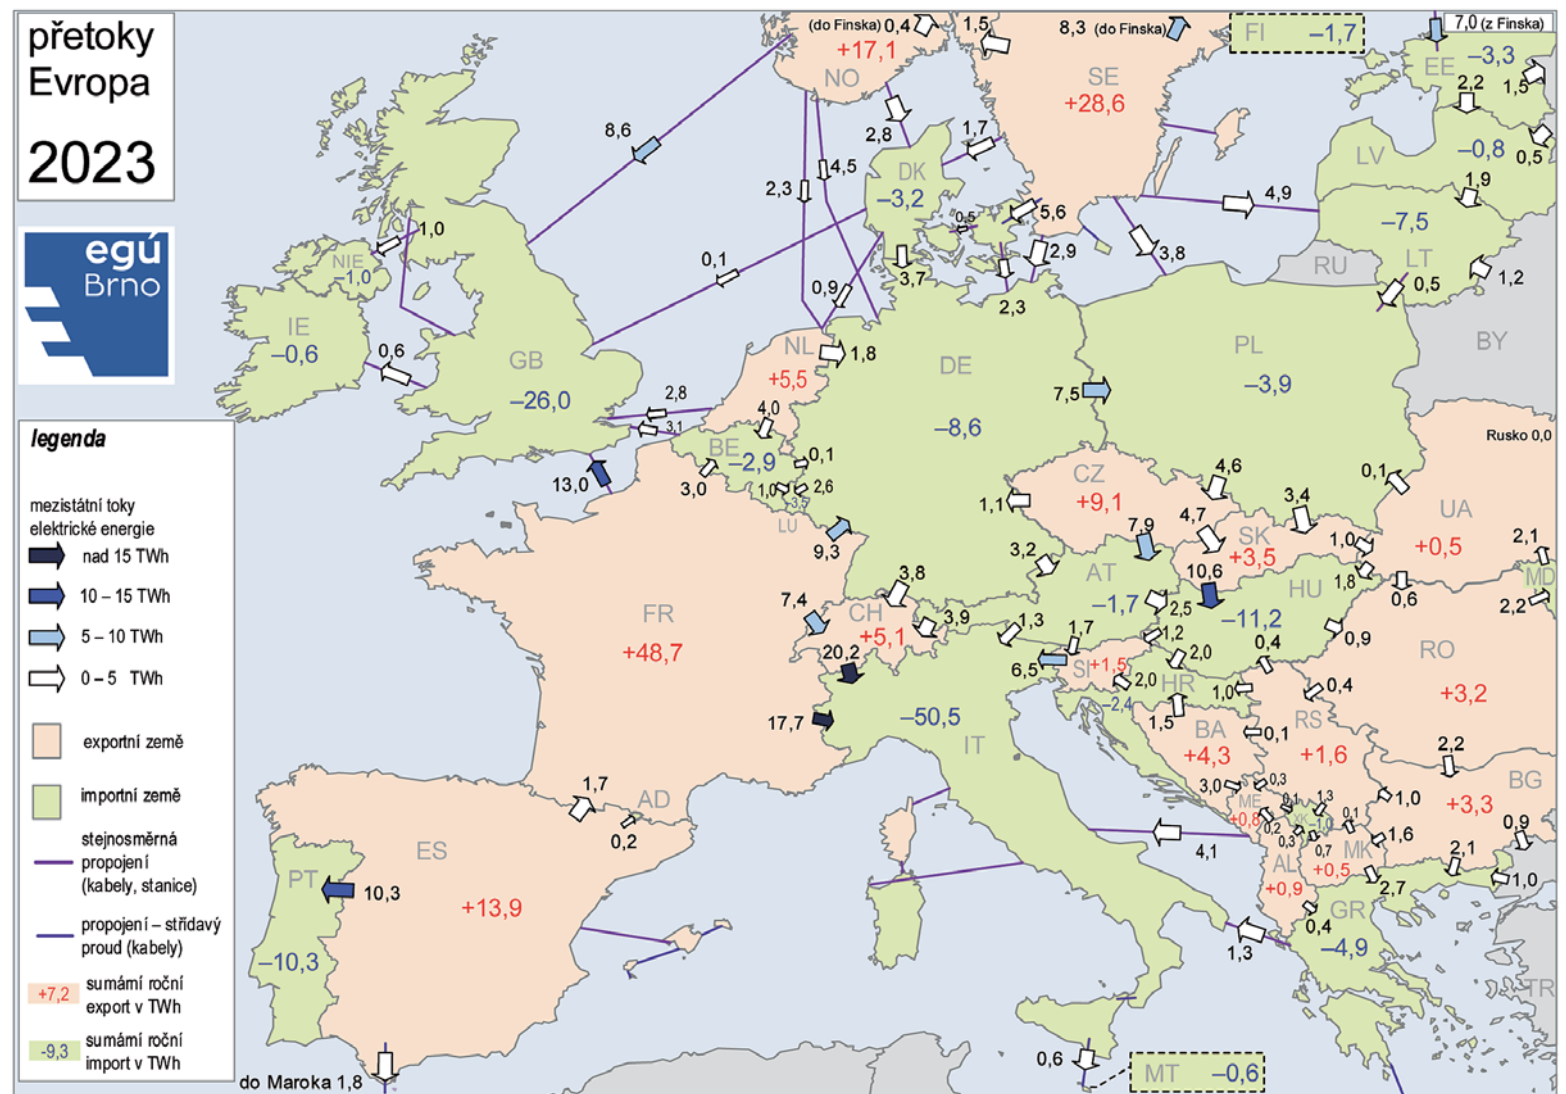 přetoky
Evropa
2023
egú
Brno
legenda
mezistátní toky
elektrické energie
nad 15 TWh
10 – 15 TWh
5 – 10 TWh
0 – 5 TWh
exportní země
importní země
stejnosměrná
propojení
(kabely, stanice)
propojení – střídavý
proud (kabely)
+7,2
sumární roční
export v TWh
-9,3
sumární roční
import v TWh
(do Finska) 0,4
+17,1
NO
1,5
8,3 (do Finska)
FI –1,7
7,0 (z Finska)
SE
+28,6
EE –3,3
2,2
1,5
8,6
2,8
1,7
LV
–0,8
0,5
1,9
4,5
2,3
DK
–3,2
0,5
5,6
4,9
–7,5
LT
1,0
NIE
–1,0
0,1
0,9
3,7
2,9
2,3
3,8
RU
0,5
1,2
IE
–0,6
0,6
GB
–26,0
NL
+5,5
1,8
DE
–8,6
7,5
PL
–3,9
BY
2,8
3,1
4,0
BE
–2,9
0,1
13,0
3,0
1,0
2,6
–3,5
LU
9,3
1,1
CZ
+9,1
4,6
4,7
3,4
0,1
Rusko 0,0
UA
+0,5
2,1
7,9
SK
+3,5
1,0
1,8
3,2
AT
–1,7
10,6
2,5
HU
–11,2
0,6
MD
2,2
FR
+48,7
7,4
3,8
CH
+5,1
3,9
20,2
1,3
1,7
1,2
2,0
0,4
0,9
RO
+3,2
6,5
SI
+1,5
2,0
HR
–2,4
1,0
0,4
17,7
–50,5
IT
1,5
BA
+4,3
0,1
RS
+1,6
2,2
BG
+3,3
3,0
0,3
ME
+0,8
0,1
1,3
XK
–1,0
1,0
0,1
1,6
0,9
0,2
0,3
0,7
MK
+0,5
2,1
1,0
2,7
AL
+0,9
4,1
0,4
GR
–4,9
1,3
TR
1,7
AD
0,2
ES
+13,9
PT
–10,3
10,3
do Maroka 1,8
0,6
MT –0,6